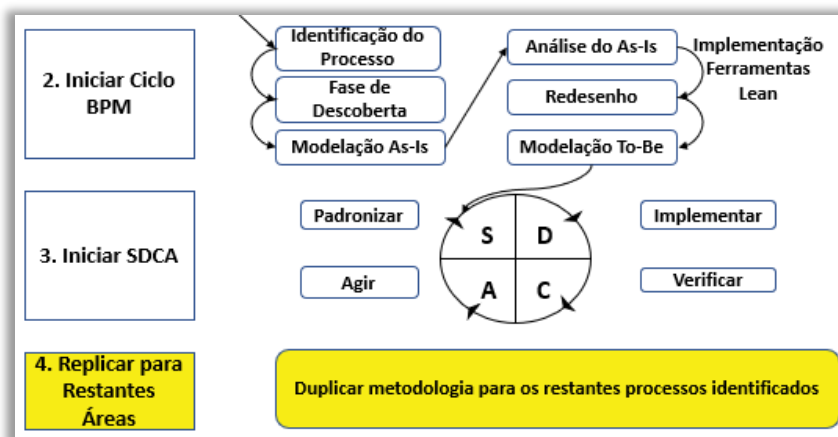 2. Iniciar Ciclo
BPM
Identificação do
Processo
Fase de
Descoberta
Modelação As-Is
Análise do As-Is
Redesenho
Modelação To-Be
Implementação
Ferramentas
Lean
3. Iniciar SDCA
Padronizar
Agir
S D
A C
Implementar
Verificar
4. Replicar para
Restantes
Áreas
Duplicar metodologia para os restantes processos identificados